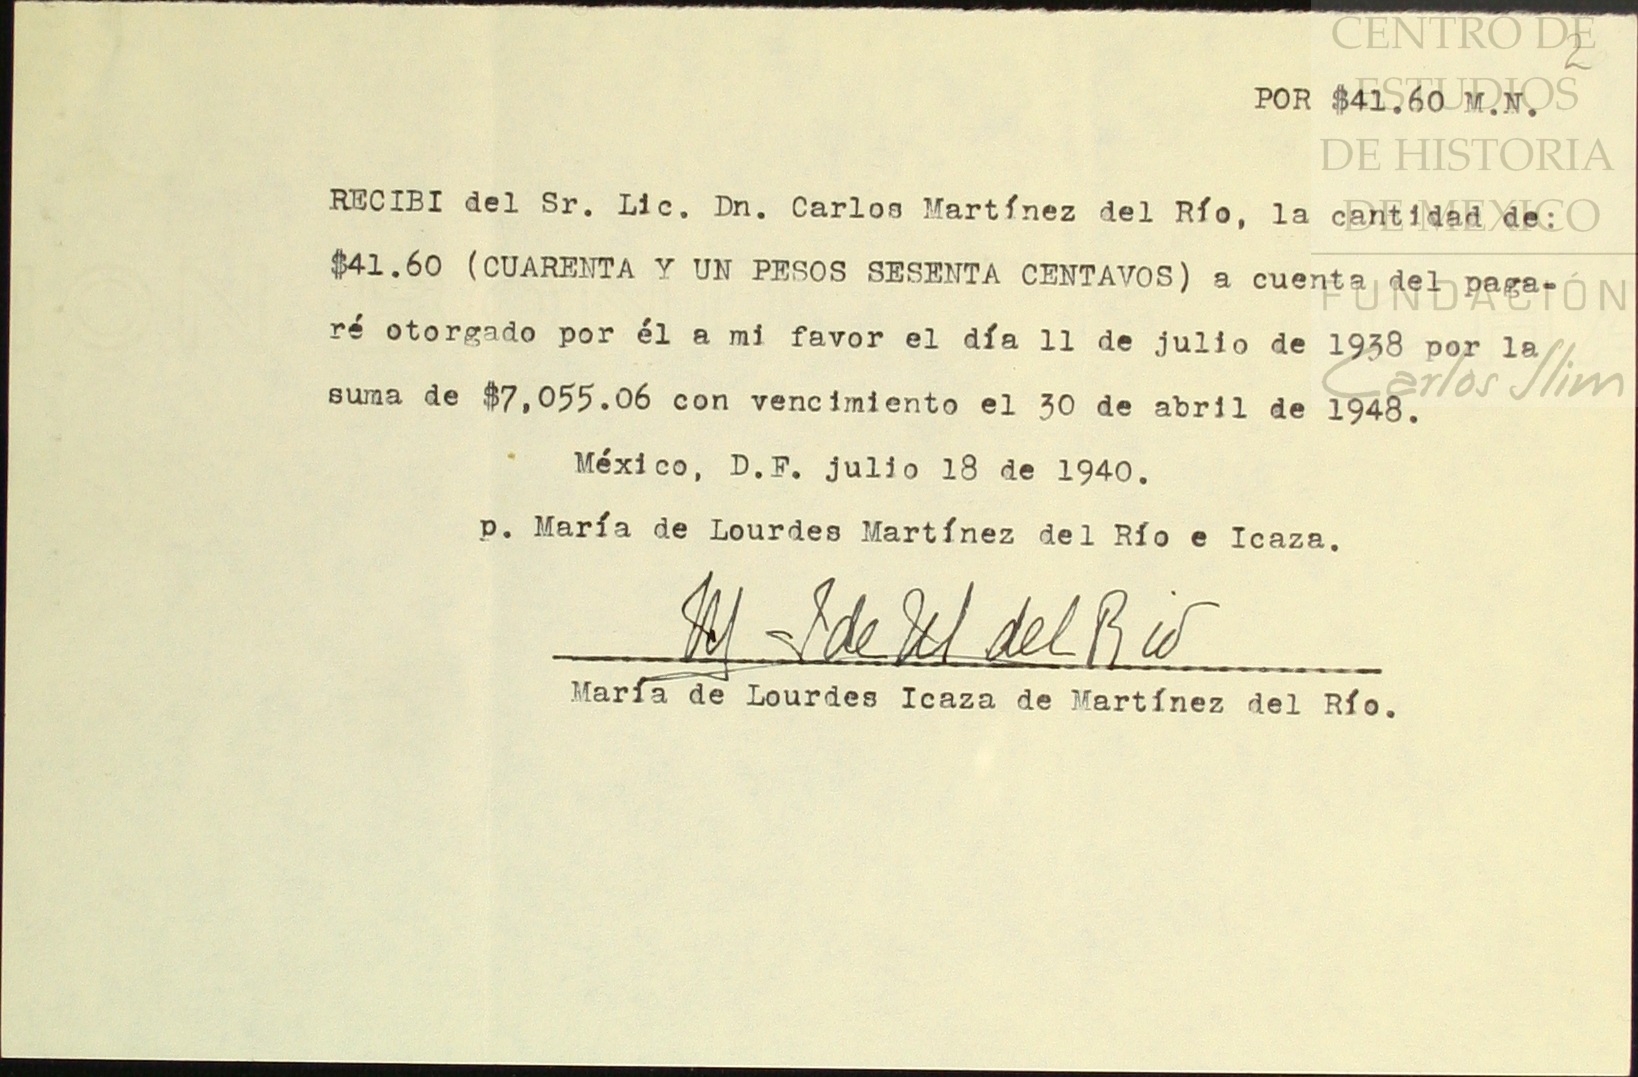 CENTRO DE
2
ESTUDIOS
POR $41.60 M.N.
DE HISTORIA
DE MEXICO
RECIBI del Sr. Lic. Dn. Carlos Martínez del Río, la cantidad de:
$41.60 (CUARENTA Y UN PESOS SESENTA CENTAVOS) a cuenta del paga-
FUNDACIÓN
ré otorgado por él a mi favor el día 11 de julio de 1938 por la
Carlos Slim
suma de $7,055.06 con vencimiento el 30 de abril de 1948.
México, D.F. julio 18 de 1940.
p. María de Lourdes Martínez del Río e Icaza.
de M del Rio
María de Lourdes Icaza de Martínez del Río.